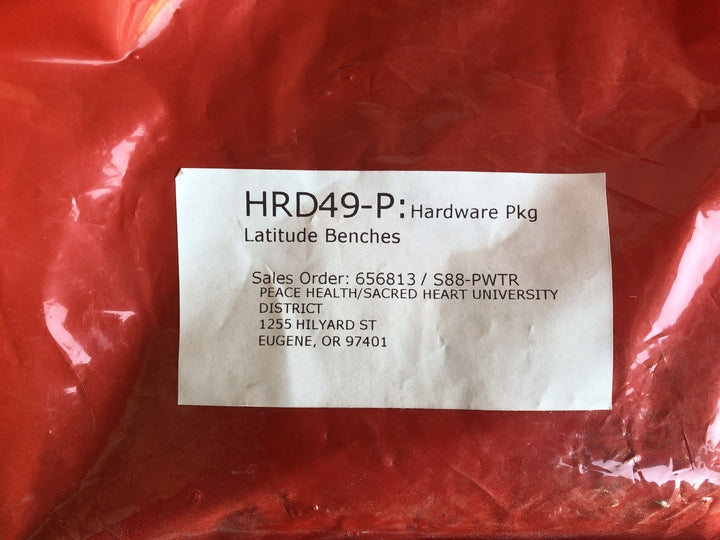 HRD49-P: Hardware Pkg
Latitude Benches
Sales Order: 656813 / S88-PWTR
PEACE HEALTH/SACRED HEART UNIVERSITY
DISTRICT
1255 HILYARD ST
EUGENE, OR 97401